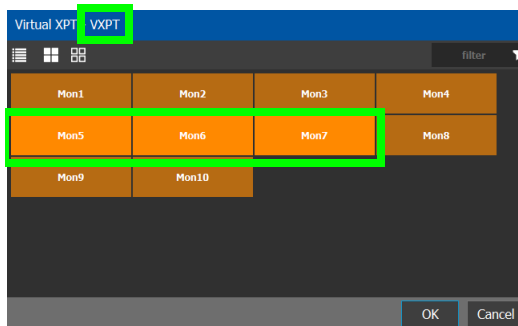 Virtual XPT VXPT
filter
Mon1 Mon2 Mon3 Mon4
Mon5 Mon6 Mon7 Mon8
Mon9 Mon10
OK Cancel